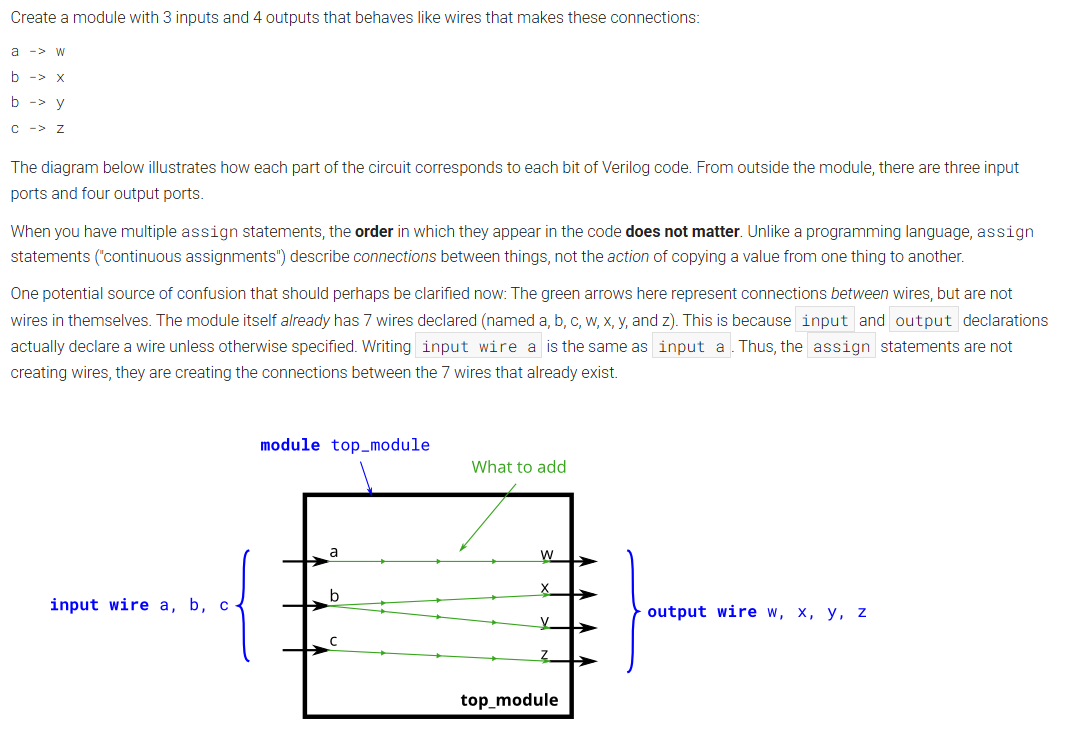 Create a module with 3 inputs and 4 outputs that behaves like wires that makes these connections:
a -> w
b -> x
b -> y
c -> z
The diagram below illustrates how each part of the circuit corresponds to each bit of Verilog code. From outside the module, there are three input
ports and four output ports.
When you have multiple assign statements, the order in which they appear in the code does not matter. Unlike a programming language, assign
statements ("continuous assignments") describe connections between things, not the action of copying a value from one thing to another.
One potential source of confusion that should perhaps be clarified now: The green arrows here represent connections between wires, but are not
wires in themselves. The module itself already has 7 wires declared (named a, b, c, w, x, y, and z). This is because input and output declarations
actually declare a wire unless otherwise specified. Writing input wire a is the same as input a. Thus, the assign statements are not
creating wires, they are creating the connections between the 7 wires that already exist.
module top_module
What to add
a
w
b
x
y
c
z
input wire a, b, c
output wire w, x, y, z
top_module